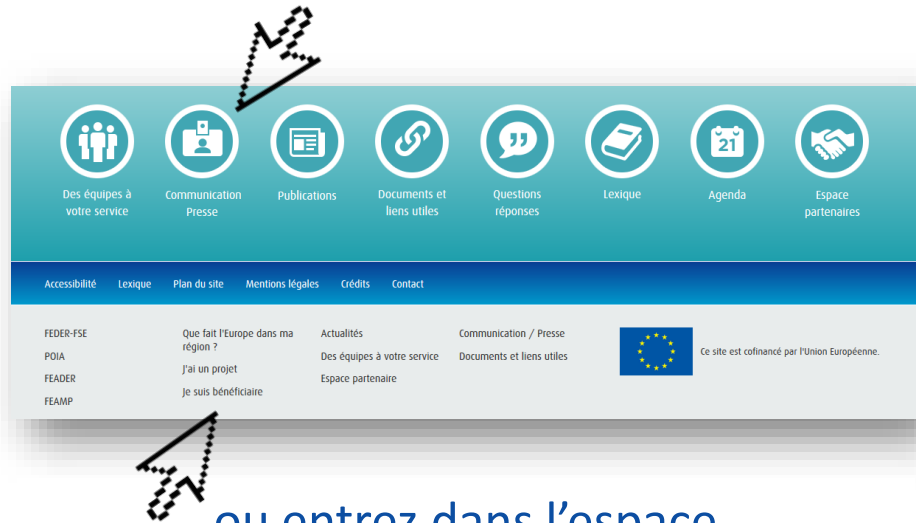 21
Des équipes à
votre service
Communication
Presse
Publications
Documents et
liens utiles
Questions
réponses
Lexique
Agenda
Espace
partenaires
Accessibilité Lexique Plan du site Mentions légales Crédits Contact
FEDER-FSE
POIA
FEADER
FEAMP
Que fait l'Europe dans ma
région ?
J'ai un projet
Je suis bénéficiaire
Actualités
Des équipes à votre service
Espace partenaire
Communication / Presse
Documents et liens utiles
Ce site est cofinancé par l'Union Européenne.
ou entrez dans l’espace